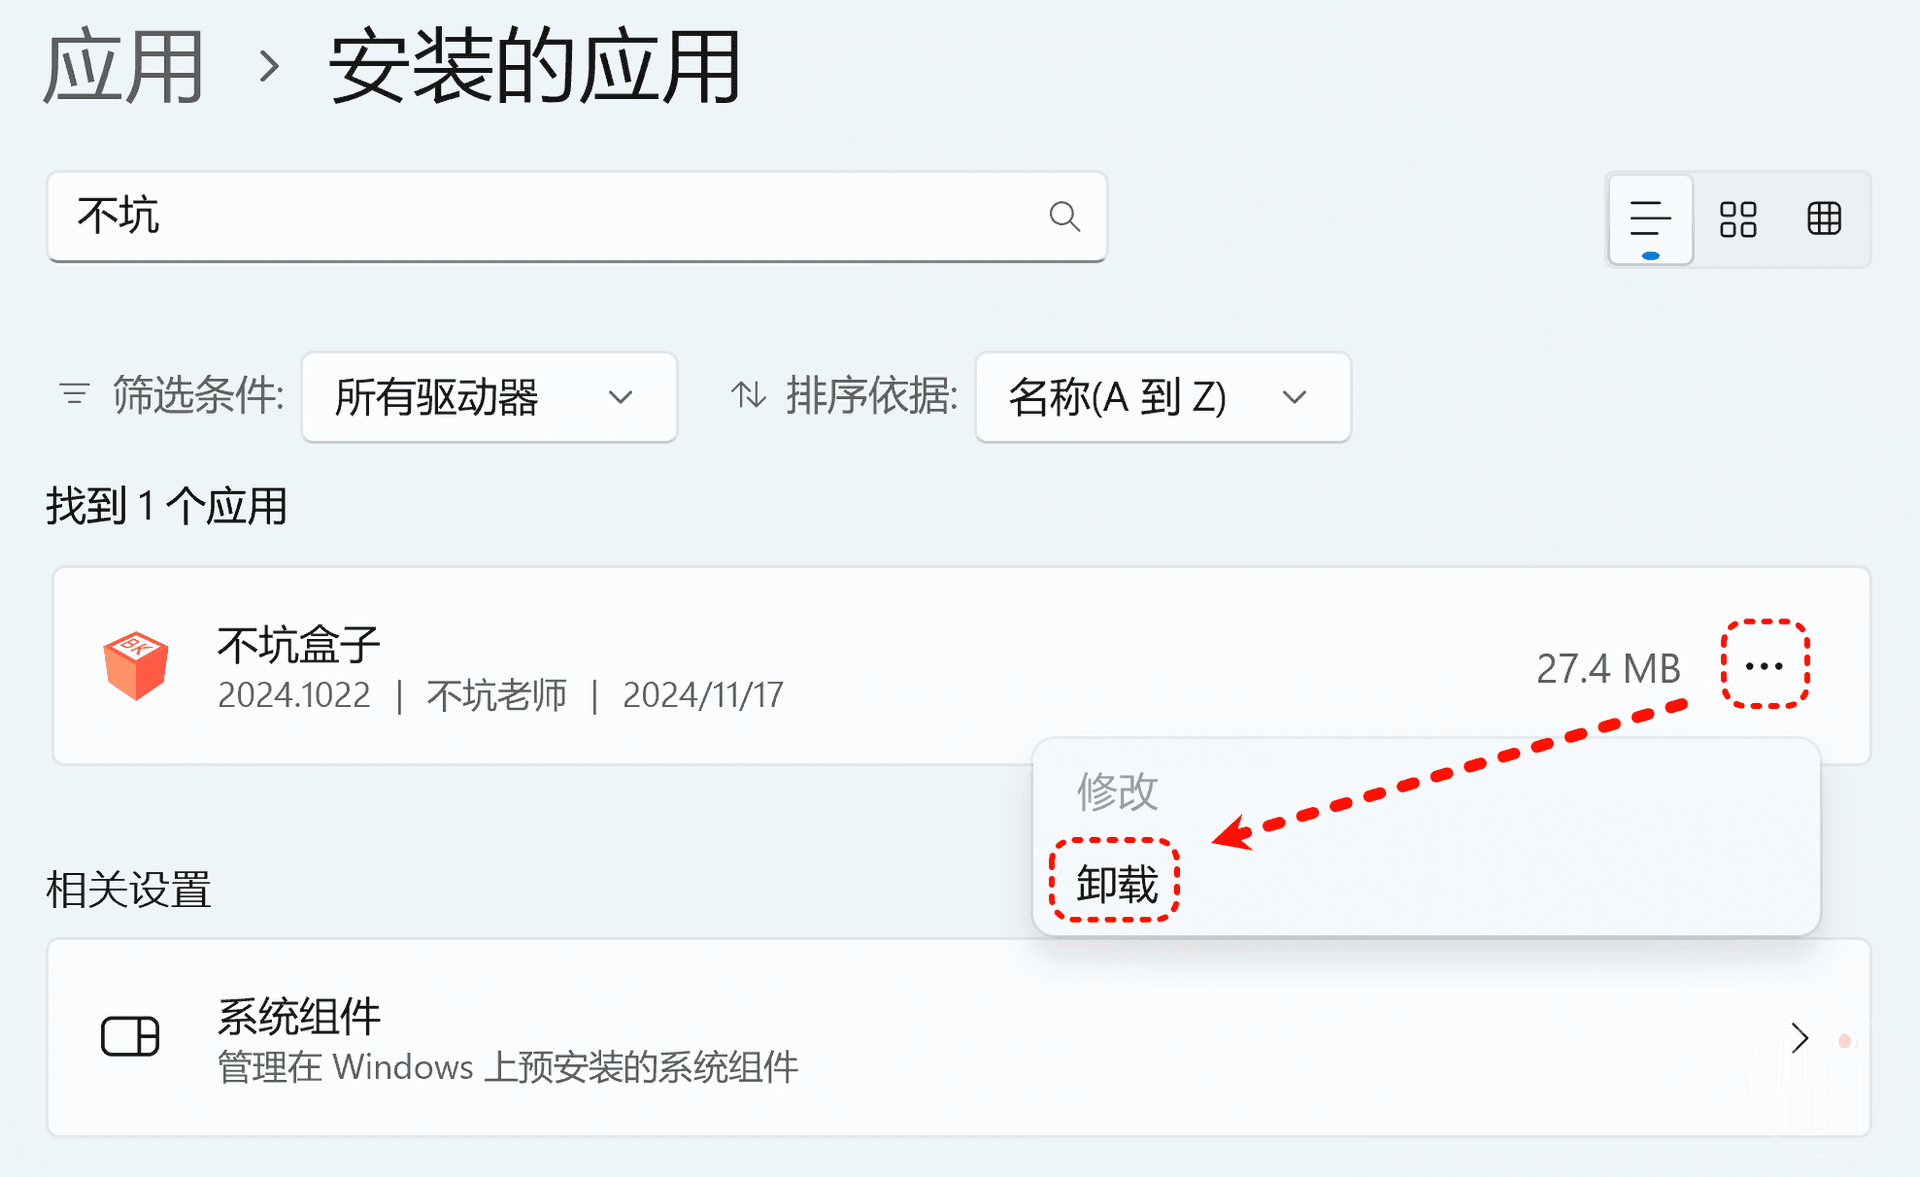 应用 > 安装的应用
不坑
筛选条件: 所有驱动器 排序依据: 名称(A 到 Z)
找到 1 个应用
BK
不坑盒子
2024.1022 | 不坑老师 | 2024/11/17
27.4 MB
修改
卸载
相关设置
系统组件
管理在 Windows 上预安装的系统组件